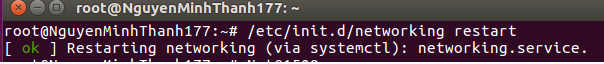 root@NguyenMinhThanh177: ~
root@NguyenMinhThanh177:~# /etc/init.d/networking restart
[ ok ] Restarting networking (via systemctl): networking.service.